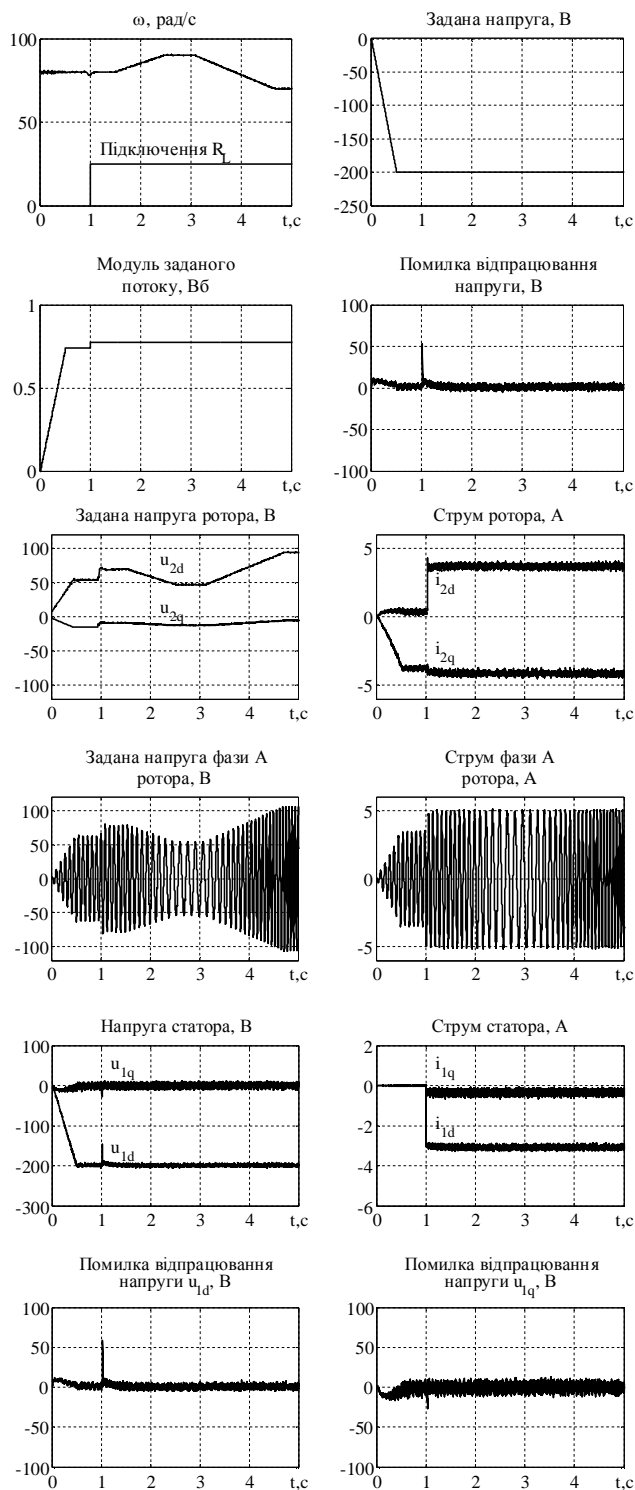 ω, рад/с
100
50
0
Підключення R_L
0 1 2 3 4 t,с
Задана напруга, В
0
-50
-100
-150
-200
-250
0 1 2 3 4 t,с
Модуль заданого
потоку, Вб
1
0.5
0
0 1 2 3 4 t,с
Помилка відпрацювання
напруги, В
100
50
0
-50
-100
0 1 2 3 4 t,с
Задана напруга ротора, В
100
50
0
-50
-100
u_2d
u_2q
0 1 2 3 4 t,с
Струм ротора, А
5
0
-5
i_2d
i_2q
0 1 2 3 4 t,с
Задана напруга фази А
ротора, В
100
50
0
-50
-100
0 1 2 3 4 t,с
Струм фази А
ротора, А
5
0
-5
0 1 2 3 4 t,с
Напруга статора, В
100
0
-100
-200
-300
u_1q
u_1d
0 1 2 3 4 t,с
Струм статора, А
2
0
-2
-4
-6
i_1q
i_1d
0 1 2 3 4 t,с
Помилка відпрацювання
напруги u_1d, В
100
50
0
-50
-100
0 1 2 3 4 t,с
Помилка відпрацювання
напруги u_1q, В
100
50
0
-50
-100
0 1 2 3 4 t,с